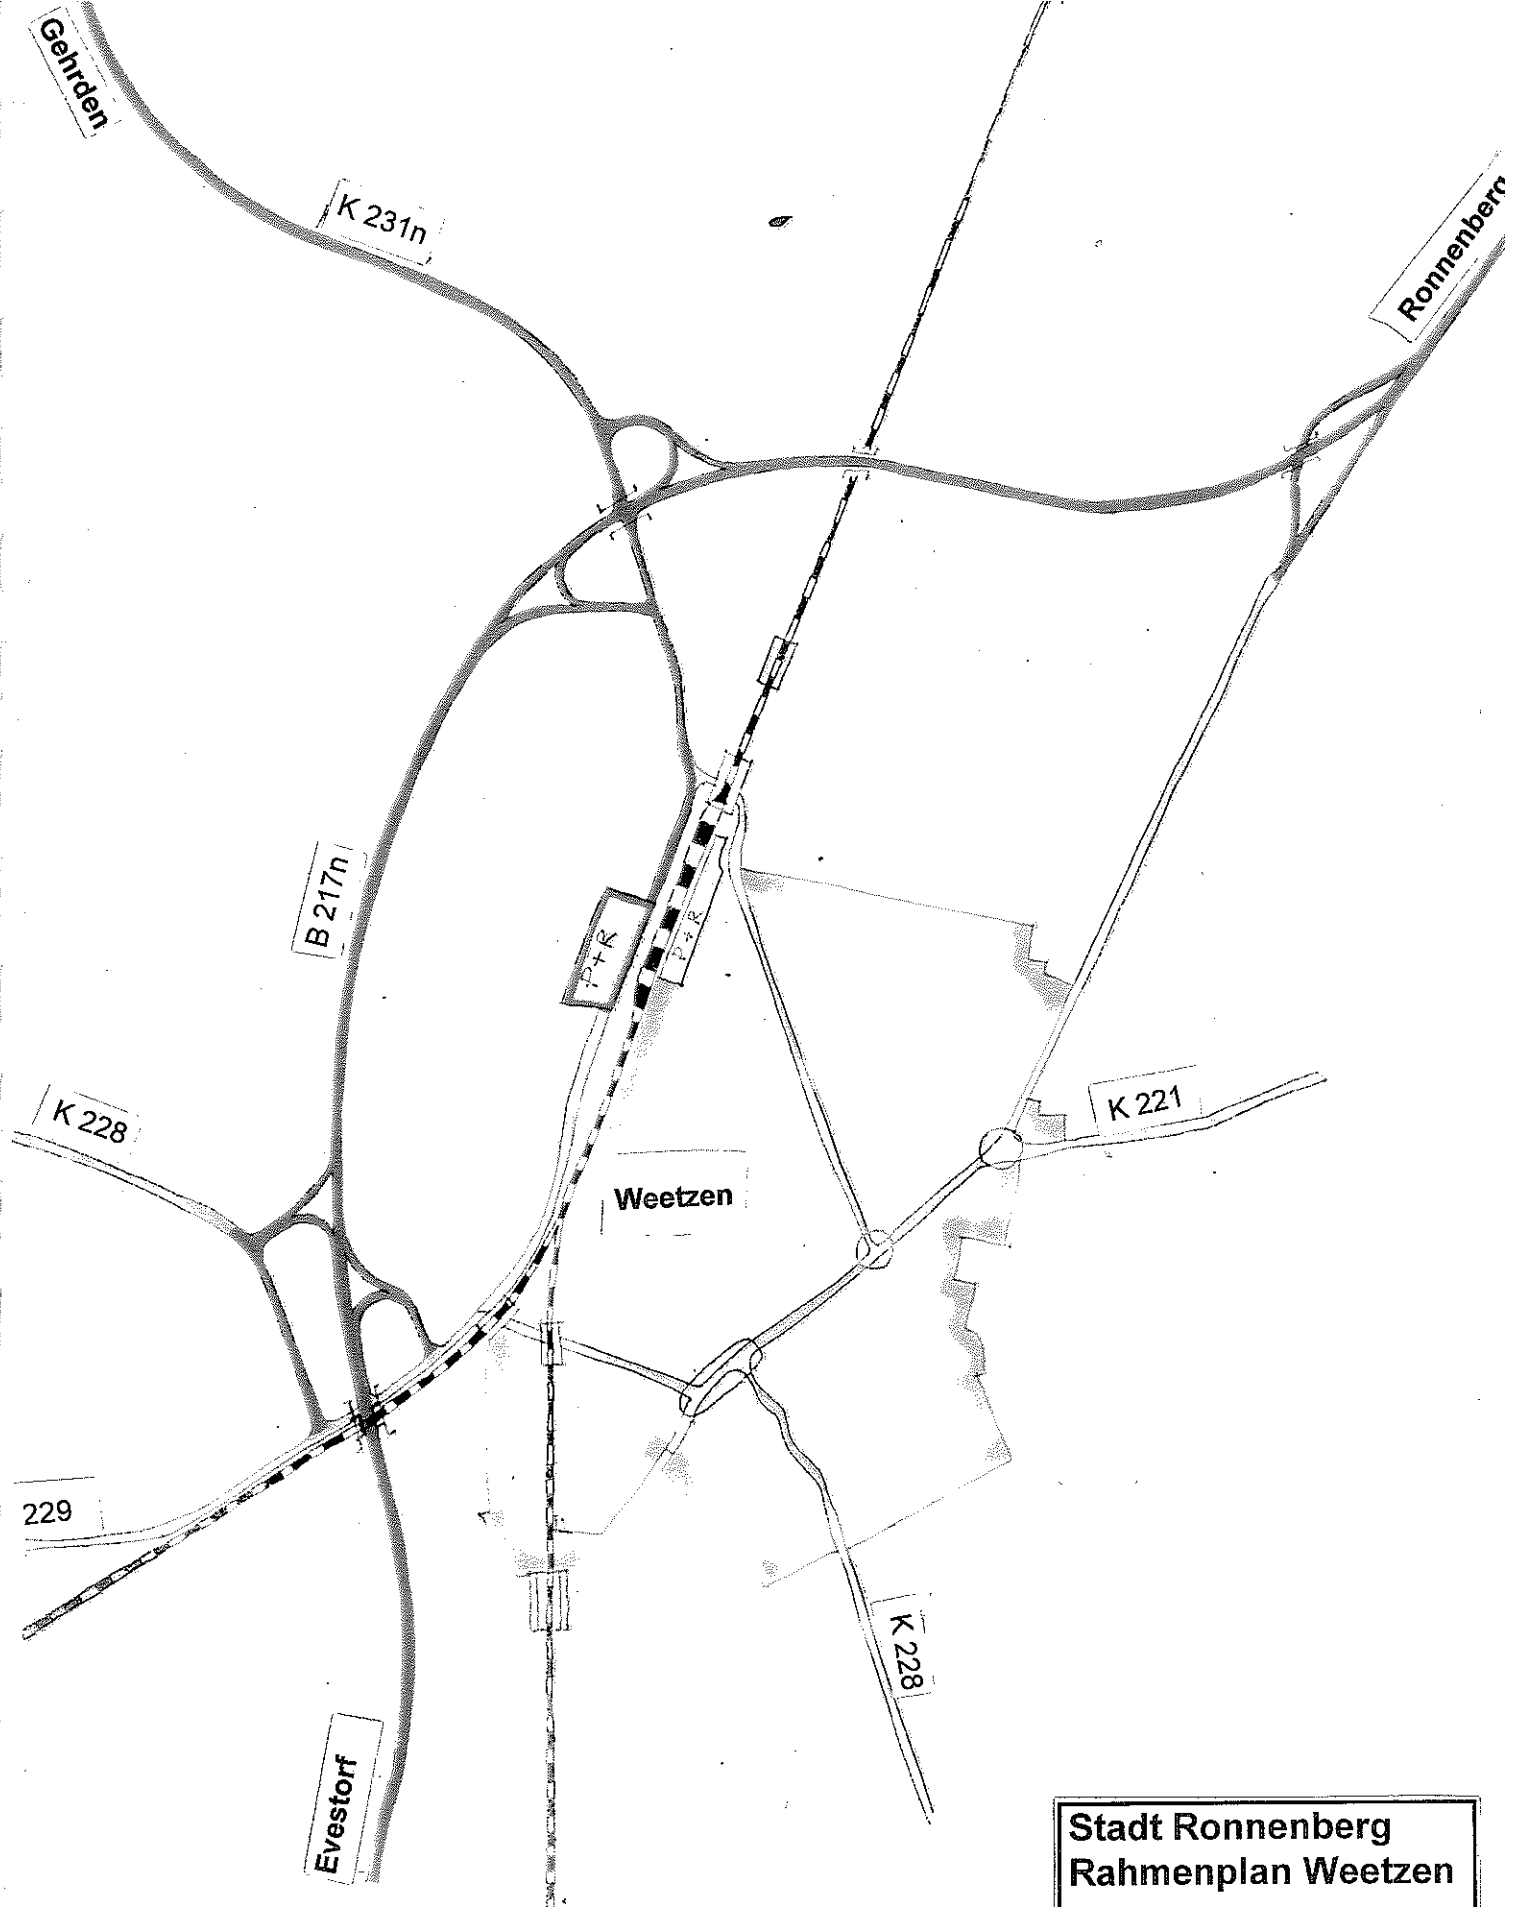 Gehrden
K 231n
Ronnenberg
B 217n
P+R
P+R
K 228
K 221
Weetzen
229
K 228
Evestorf
Stadt Ronnenberg
Rahmenplan Weetzen